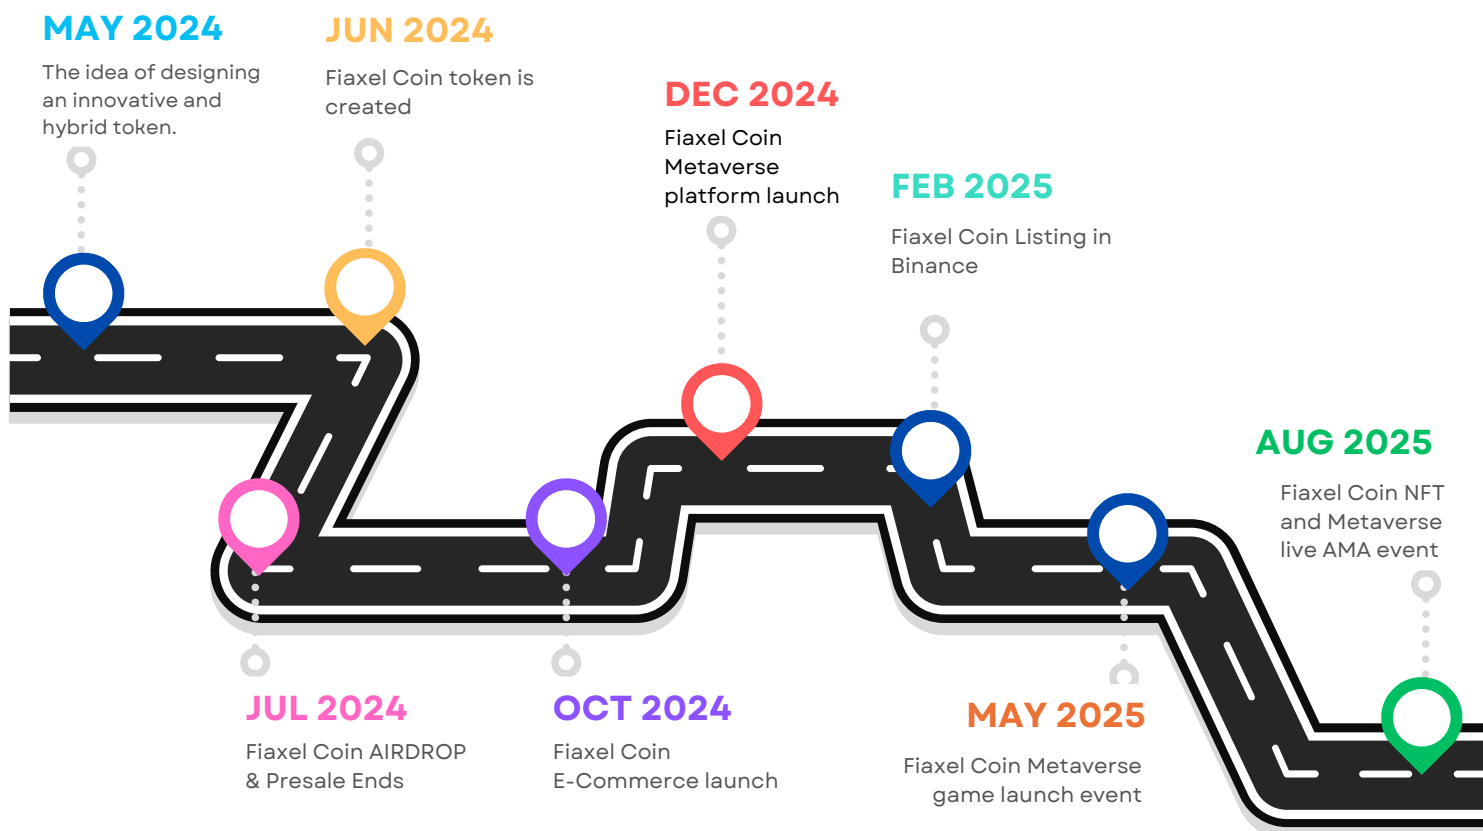 MAY 2024
The idea of designing
an innovative and
hybrid token.
JUN 2024
Fiaxel Coin token is
created
JUL 2024
Fiaxel Coin AIRDROP
& Presale Ends
OCT 2024
Fiaxel Coin
E-Commerce launch
DEC 2024
Fiaxel Coin
Metaverse
platform launch
FEB 2025
Fiaxel Coin Listing in
Binance
MAY 2025
Fiaxel Coin Metaverse
game launch event
AUG 2025
Fiaxel Coin NFT
and Metaverse
live AMA event